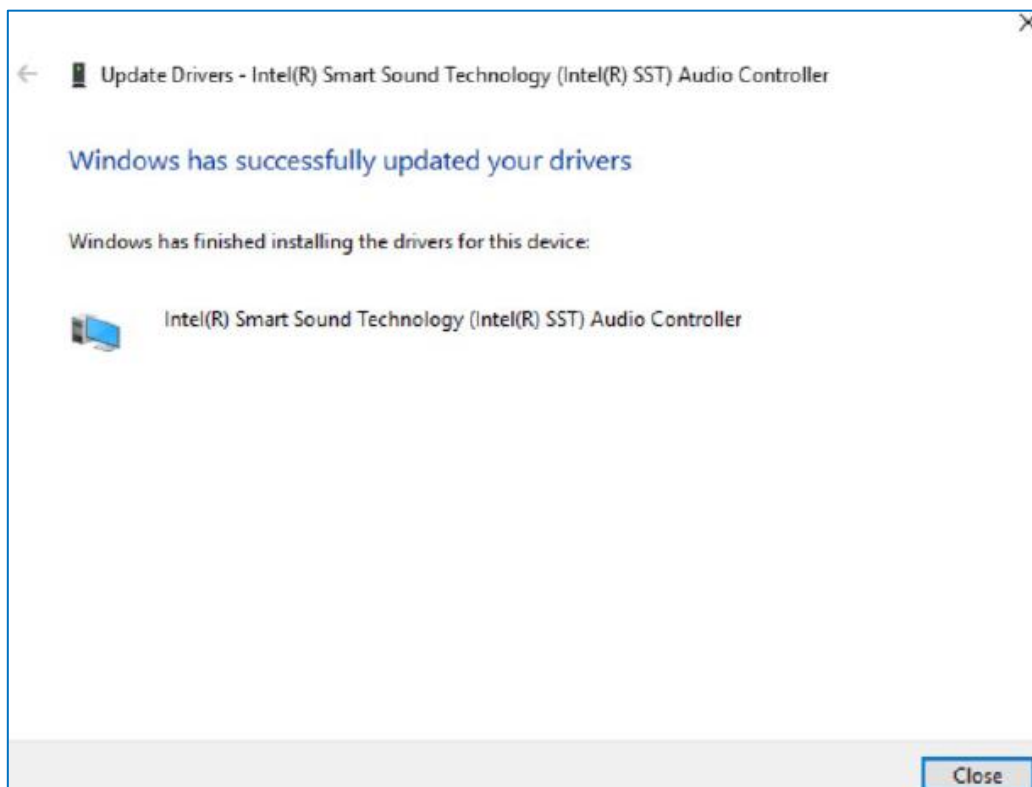 Update Drivers - Intel(R) Smart Sound Technology (Intel(R) SST) Audio Controller
Windows has successfully updated your drivers
Windows has finished installing the drivers for this device:
Intel(R) Smart Sound Technology (Intel(R) SST) Audio Controller
Close